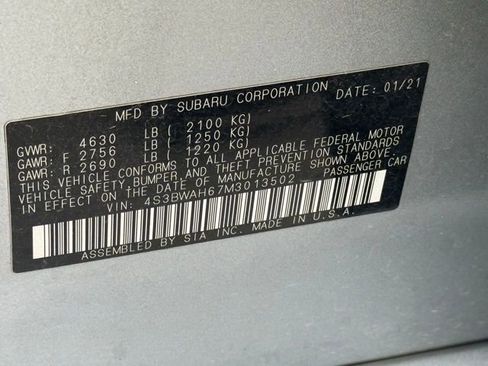 MFD BY SUBARU CORPORATION DATE: 01/21
GVWR: 4630 LB ( 2100 KG)
GAWR: F 2756 LB ( 1250 KG)
GAWR: R 2690 LB ( 1220 KG)
THIS VEHICLE CONFORMS TO ALL APPLICABLE FEDERAL MOTOR
VEHICLE SAFETY, BUMPER, AND THEFT PREVENTION STANDARDS
IN EFFECT ON DATE OF MANUFACTURE SHOWN ABOVE.
VIN: 4S3BWAH67M3013502 PASSENGER CAR
ASSEMBLED BY SIA INC. MADE IN U.S.A.